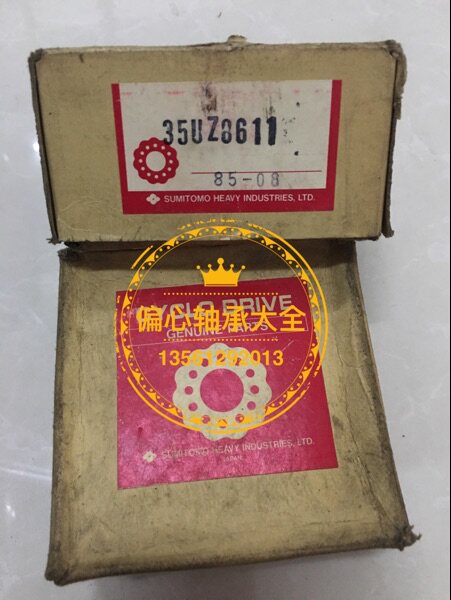 35UZ8611
85-08
SUMITOMO HEAVY INDUSTRIES, LTD.
CYCLO DRIVE
GENUINE PARTS
偏心轴承大全
13561292013
SUMITOMO HEAVY INDUSTRIES, LTD.
JAPAN